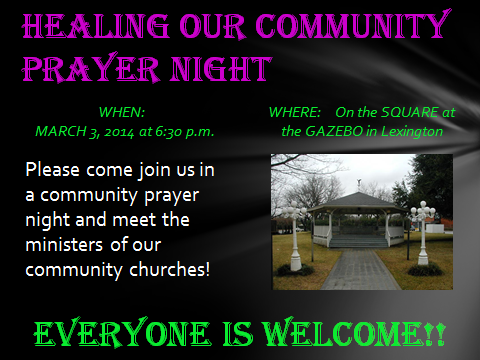 HEALING OUR COMMUNITY
PRAYER NIGHT
WHEN:
MARCH 3, 2014 at 6:30 p.m.
WHERE: On the SQUARE at
the GAZEBO in Lexington
Please come join us in
a community prayer
night and meet the
ministers of our
community churches!
EVERYONE IS WELCOME!!